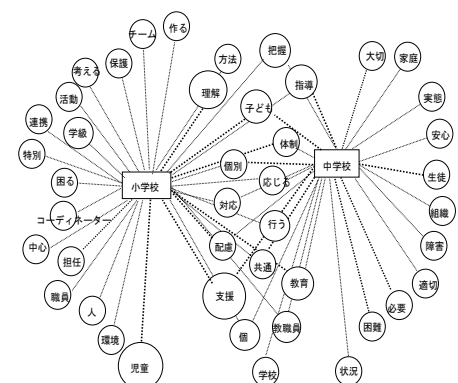 チーム
作る
考える
保護
方法
把握
大切
家庭
活動
理解
指導
連携
学級
子ども
実態
特別
体制
安心
困る
小学校
個別
応じる
中学校
生徒
コーディネーター
対応
行う
組織
中心
担任
配慮
共通
障害
職員
支援
教育
適切
人
必要
環境
個
教職員
困難
児童
学校
状況